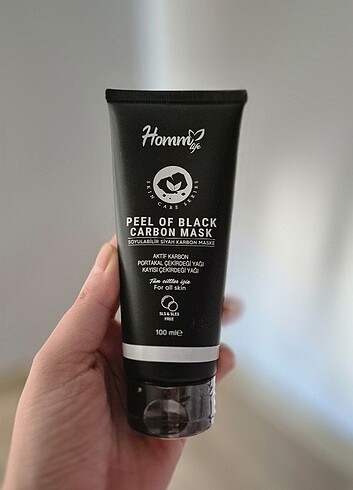 Homm
life
SKIN CARE SERIES
PEEL OF BLACK
CARBON MASK
SOYULABİLİR SİYAH KARBON MASKE
AKTİF KARBON
PORTAKAL ÇEKİRDEĞİ YAĞI
KAYISI ÇEKİRDEĞİ YAĞI
Tüm ciltler için
For all skin
SLS & SLES
FREE
100 ml e